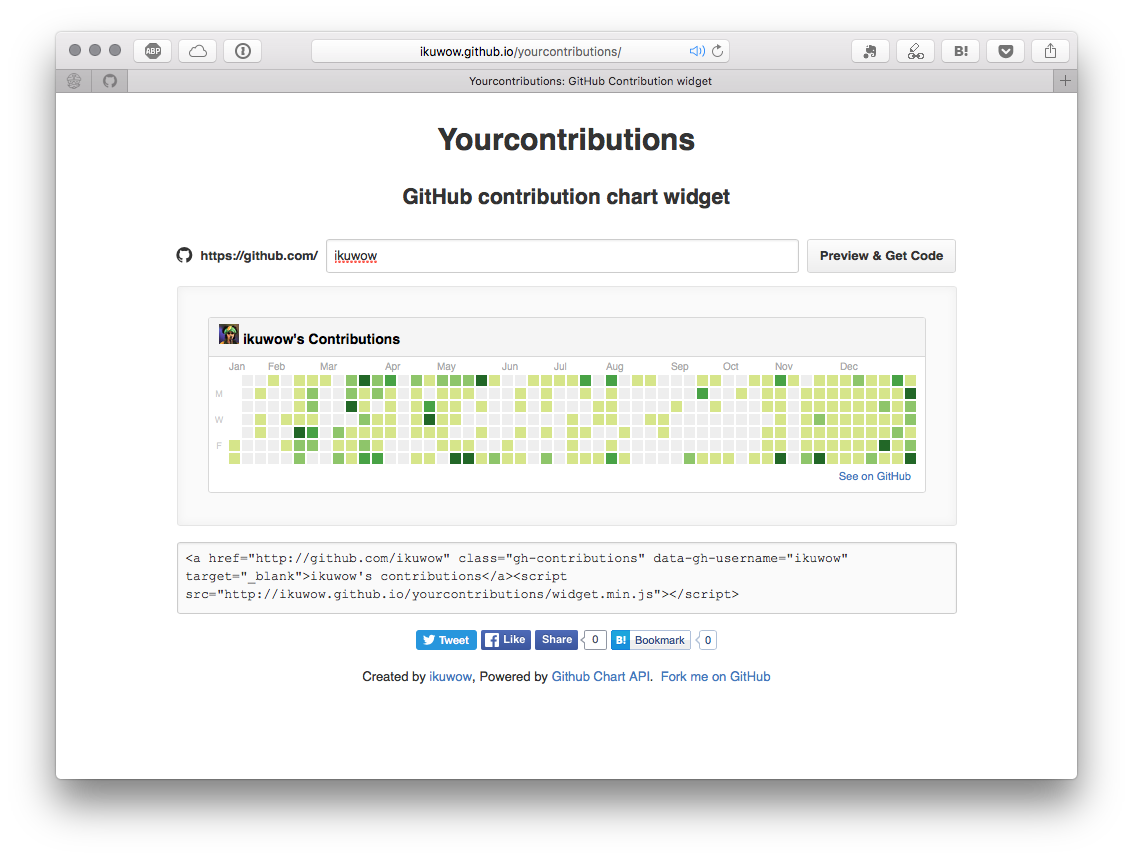 ABP
ikuwow.github.io/yourcontributions/
B!
Yourcontributions: GitHub Contribution widget
Yourcontributions
GitHub contribution chart widget
https://github.com/ ikuwow Preview & Get Code
ikuwow's Contributions
Jan Feb Mar Apr May Jun Jul Aug Sep Oct Nov Dec
M
W
F
See on GitHub
<a href="http://github.com/ikuwow" class="gh-contributions" data-gh-username="ikuwow"
target="_blank">ikuwow's contributions</a><script
src="http://ikuwow.github.io/yourcontributions/widget.min.js"></script>
Tweet Like Share 0 B! Bookmark 0
Created by ikuwow, Powered by Github Chart API. Fork me on GitHub